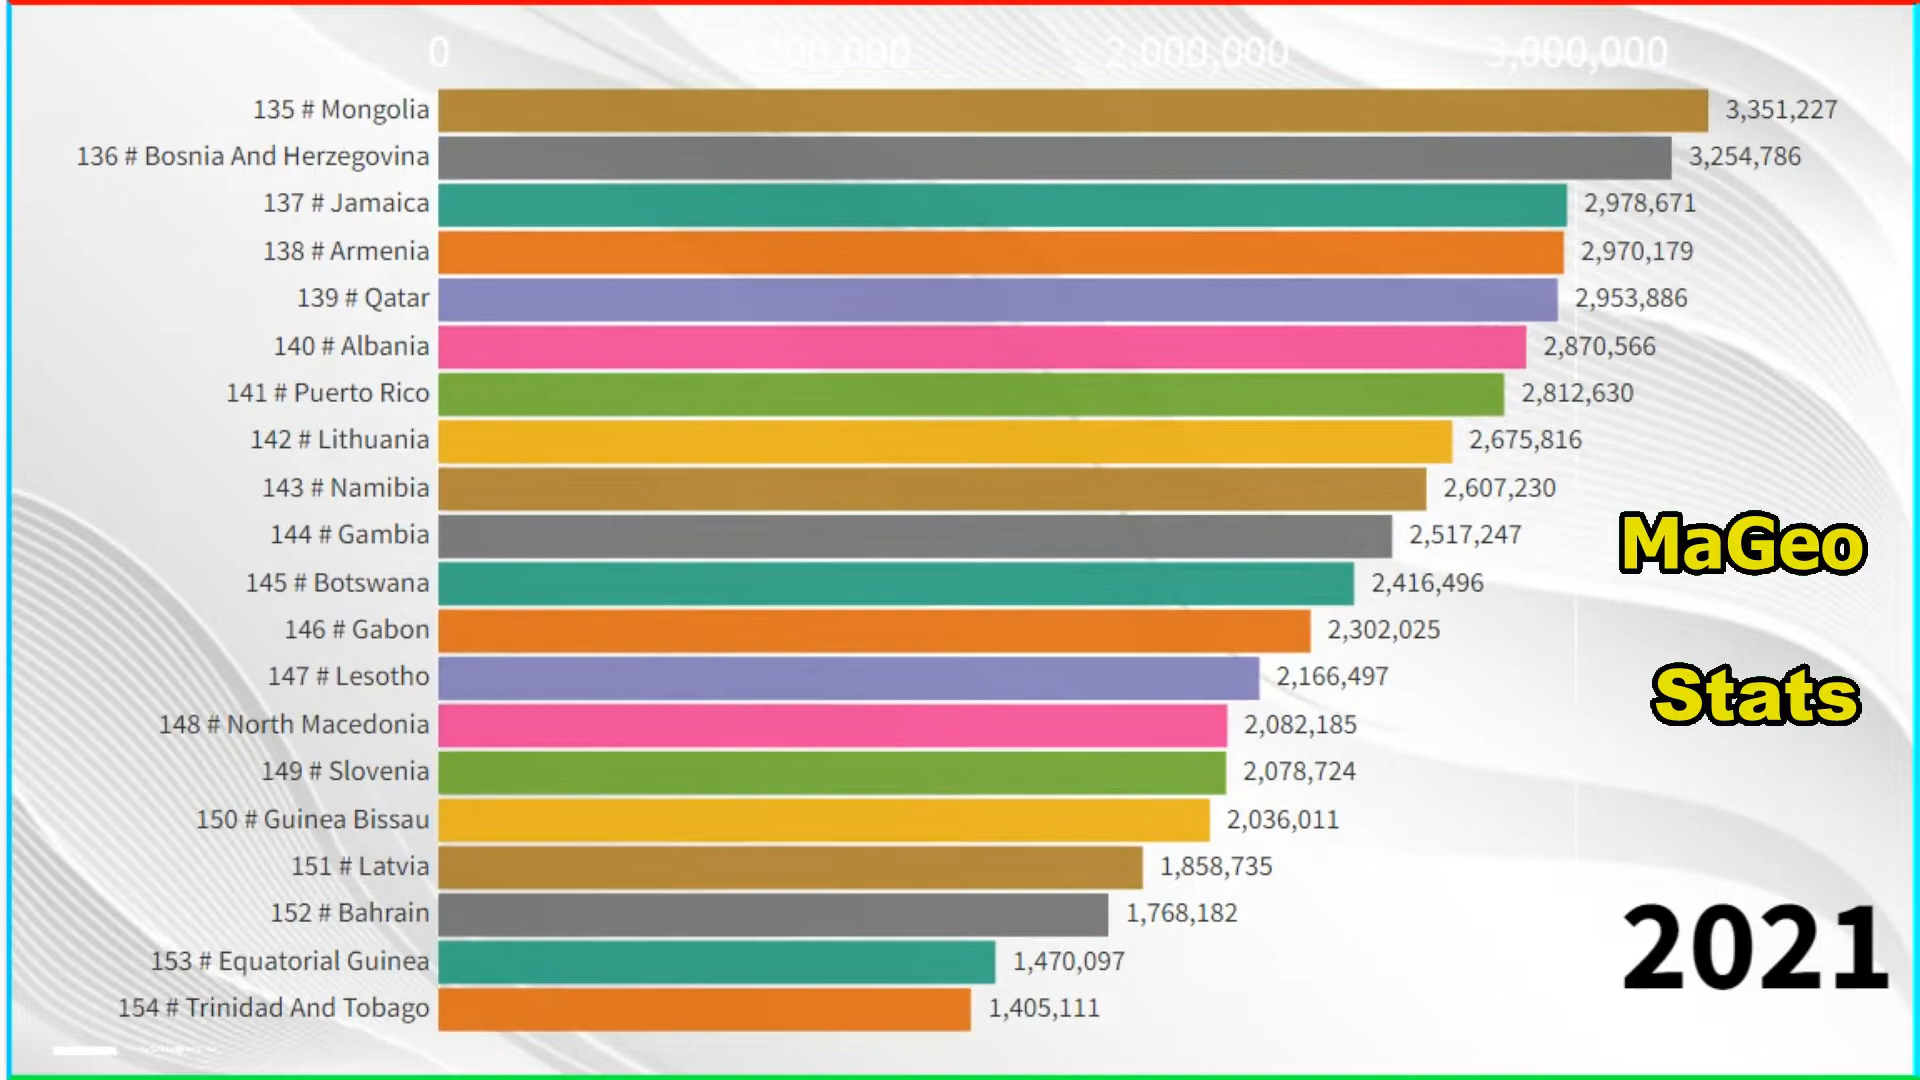 0 1,000,000 2,000,000 3,000,000
135 # Mongolia 3,351,227
136 # Bosnia And Herzegovina 3,254,786
137 # Jamaica 2,978,671
138 # Armenia 2,970,179
139 # Qatar 2,953,886
140 # Albania 2,870,566
141 # Puerto Rico 2,812,630
142 # Lithuania 2,675,816
143 # Namibia 2,607,230
144 # Gambia 2,517,247
145 # Botswana 2,416,496
146 # Gabon 2,302,025
147 # Lesotho 2,166,497
148 # North Macedonia 2,082,185
149 # Slovenia 2,078,724
150 # Guinea Bissau 2,036,011
151 # Latvia 1,858,735
152 # Bahrain 1,768,182
153 # Equatorial Guinea 1,470,097
154 # Trinidad And Tobago 1,405,111
MaGeo
Stats
2021